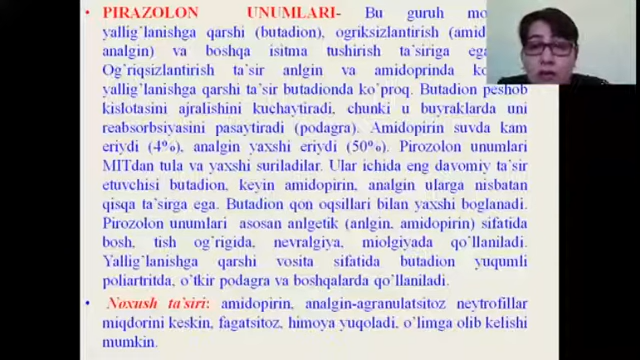 PIRAZOLON UNUMLARI- Bu guruh
yallig`lanishga qarshi (butadion), ogriksizlantirish
analgin) va boshqa isitma tushirish ta`siriga
Og`riqsizlantirish ta`sir anlgin va amidoprinda
yallig`lanishga qarshi ta`sir butadionda ko`proq. Butadion peshob
kislotasini ajralishini kuchaytiradi, chunki u buyraklarda uni
reabsorbsiyasini pasaytiradi (podagra). Amidopirin suvda kam
eriydi (4%), analgin yaxshi eriydi (50%). Pirozolon unumlari
MITdan tula va yaxshi suriladilar. Ular ichida eng davomiy ta`sir
etuvchisi butadion, keyin amidopirin, analgin ularga nisbatan
qisqa ta`sirga ega. Butadion qon oqsillari bilan yaxshi boglanadi.
Pirozolon unumlari asosan anlgetik (anlgin, amidopirin) sifatida
bosh, tish og`rigida, nevralgiya, miolgiyada qo`llaniladi.
Yallig`lanishga qarshi vosita sifatida butadion yuqumli
poliartritda, o`tkir podagra va boshqalarda qo`llaniladi.
Noxush ta`siri: amidopirin, analgin-agranulatsitoz neytrofillar
miqdorini keskin, fagatsitoz, himoya yuqoladi, o`limga olib kelishi
mumkin.